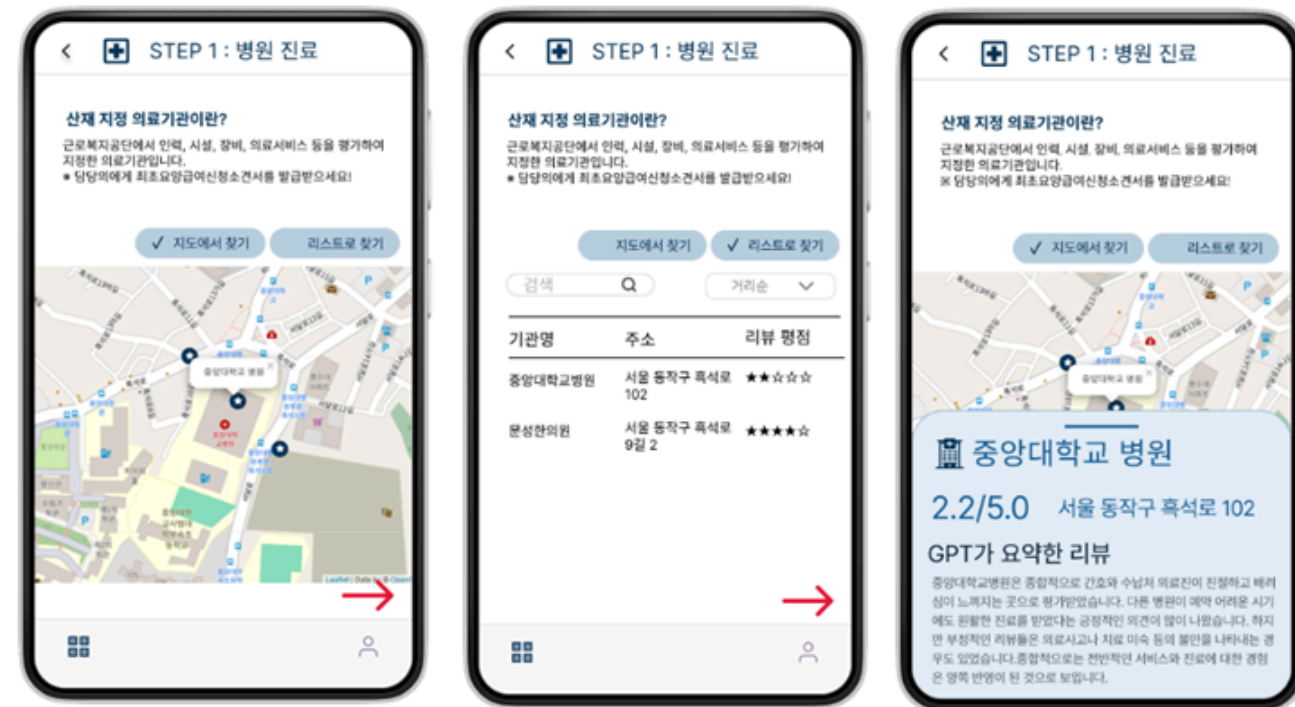 STEP 1 : 병원 진료
산재 지정 의료기관이란?
근로복지공단에서 인력, 시설, 장비, 의료서비스 등을 평가하여
지정한 의료기관입니다.
※ 담당의에게 최초요양급여신청소견서를 발급받으세요!
✓ 지도에서 찾기
리스트로 찾기
중앙대학교 병원
Leaflet | Data by ©
STEP 1 : 병원 진료
산재 지정 의료기관이란?
근로복지공단에서 인력, 시설, 장비, 의료서비스 등을 평가하여
지정한 의료기관입니다.
※ 담당의에게 최초요양급여신청소견서를 발급받으세요!
지도에서 찾기
✓ 리스트로 찾기
검색
거리순
기관명 주소 리뷰 평점
중앙대학교병원 서울 동작구 흑석로 ★★☆☆☆
102
문성한의원 서울 동작구 흑석로 ★★★★☆
9길 2
STEP 1 : 병원 진료
산재 지정 의료기관이란?
근로복지공단에서 인력, 시설, 장비, 의료서비스 등을 평가하여
지정한 의료기관입니다.
※ 담당의에게 최초요양급여신청소견서를 발급받으세요!
✓ 지도에서 찾기
리스트로 찾기
중앙대학교 병원
중앙대학교 병원
2.2/5.0 서울 동작구 흑석로 102
GPT가 요약한 리뷰
중앙대학교병원은 종합적으로 간호와 수납처 의료진이 친절하고 배려
심이 느껴지는 곳으로 평가받았습니다. 다른 병원이 예약 어려운 시기
에도 원활한 진료를 받았다는 긍정적인 의견이 많이 나왔습니다. 하지
만 부정적인 리뷰들은 의료사고나 치료 미숙 등의 불만을 나타내는 경
우도 있었습니다.종합적으로는 전반적인 서비스와 진료에 대한 경험
은 양쪽 반영이 된 것으로 보입니다.